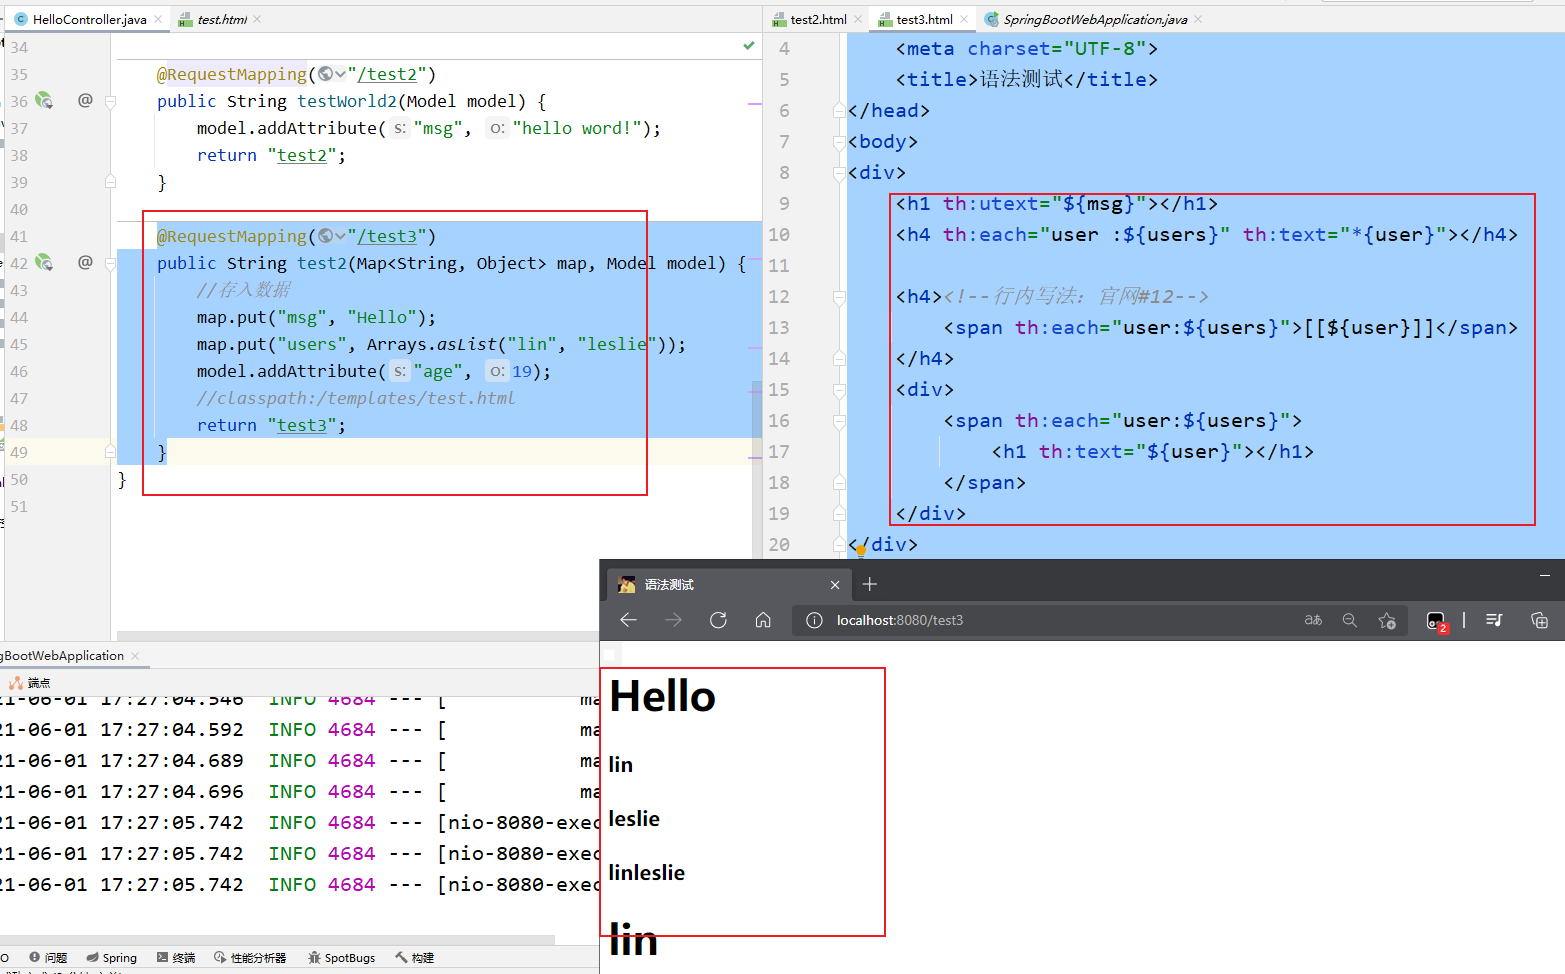 HelloController.java
test.html
34
35 @RequestMapping("/test2")
36 @ public String testWorld2(Model model) {
37 model.addAttribute( s: "msg", o: "hello word!");
38 return "test2";
39 }
40
41 @RequestMapping("/test3")
42 @ public String test2(Map<String, Object> map, Model model) {
43 //存入数据
44 map.put("msg", "Hello");
45 map.put("users", Arrays.asList("lin", "leslie"));
46 model.addAttribute( s: "age", o: 19);
47 //classpath:/templates/test.html
48 return "test3";
49 }
50 }
51
test2.html
test3.html
SpringBootWebApplication.java
4 <meta charset="UTF-8">
5 <title>语法测试</title>
6 </head>
7 <body>
8 <div>
9 <h1 th:utext="${msg}"></h1>
10 <h4 th:each="user :${users}" th:text="*{user}"></h4>
11
12 <h4><!--行内写法：官网#12-->
13 <span th:each="user:${users}">[[${user}]]</span>
14 </h4>
15 <div>
16 <span th:each="user:${users}">
17 <h1 th:text="${user}"></h1>
18 </span>
19 </div>
20 </div>
gBootWebApplication
端点
21-06-01 17:27:04.546 INFO 4684 --- [ ma
21-06-01 17:27:04.592 INFO 4684 --- [ ma
21-06-01 17:27:04.689 INFO 4684 --- [ ma
21-06-01 17:27:04.696 INFO 4684 --- [ ma
21-06-01 17:27:05.742 INFO 4684 --- [nio-8080-exec
21-06-01 17:27:05.742 INFO 4684 --- [nio-8080-exec
21-06-01 17:27:05.742 INFO 4684 --- [nio-8080-exec
问题 Spring 终端 性能分析器 SpotBugs 构建
语法测试
localhost:8080/test3
aあ
2
Hello
lin
leslie
linleslie
lin